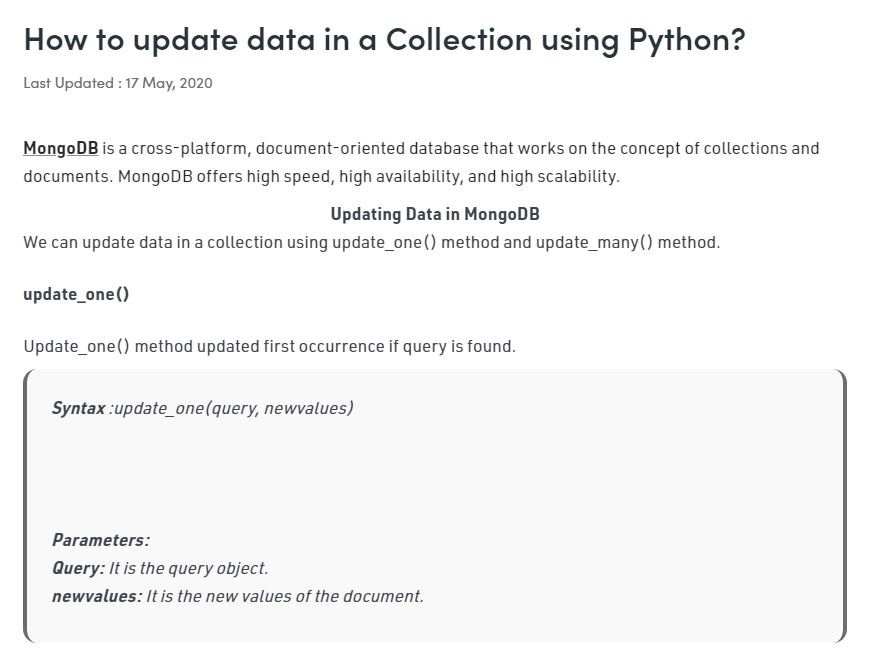 How to update data in a Collection using Python?
Last Updated : 17 May, 2020
MongoDB is a cross-platform, document-oriented database that works on the concept of collections and
documents. MongoDB offers high speed, high availability, and high scalability.
Updating Data in MongoDB
We can update data in a collection using update_one() method and update_many() method.
update_one()
Update_one() method updated first occurrence if query is found.
Syntax :update_one(query, newvalues)
Parameters:
Query: It is the query object.
newvalues: It is the new values of the document.